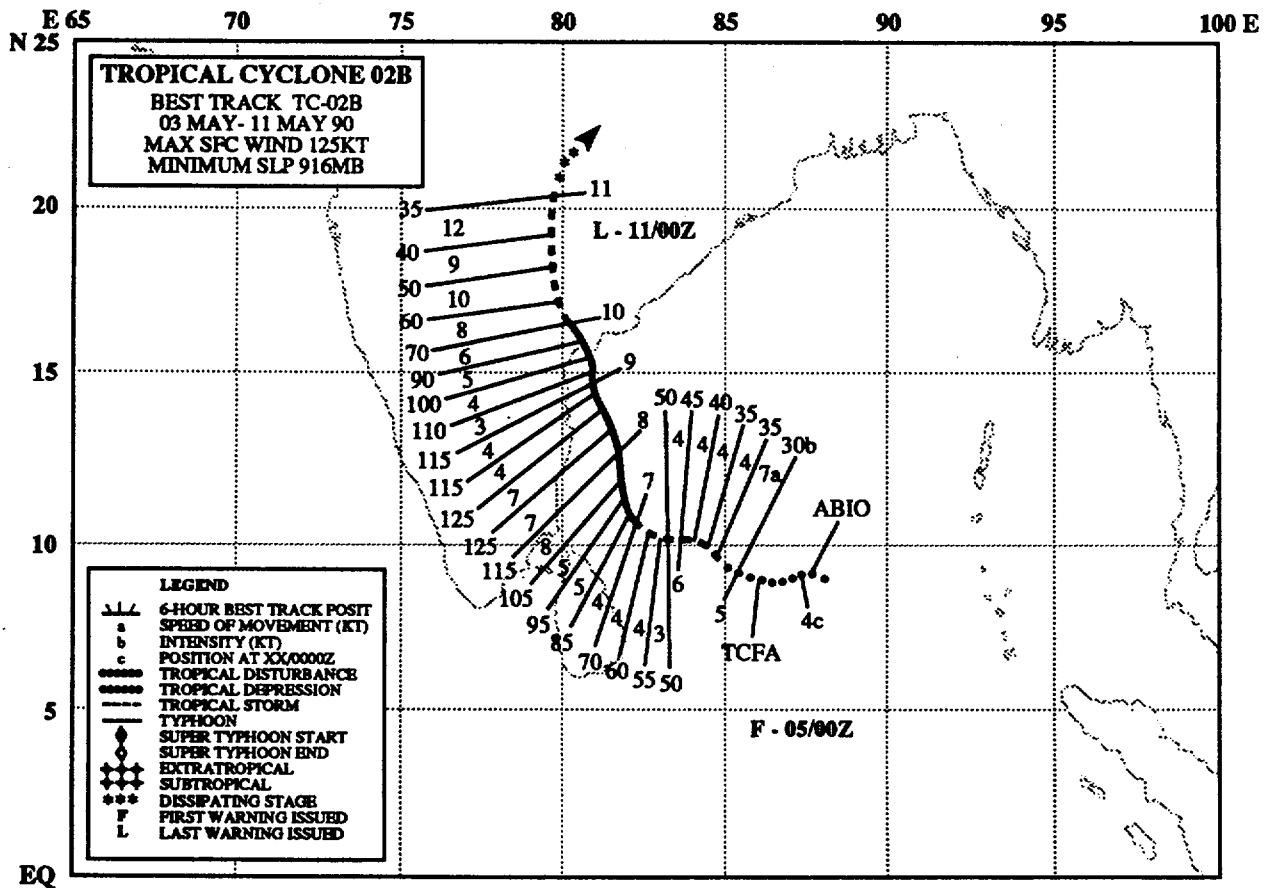 E 65 70 75 80 85 90 95 100 E
N 25
TROPICAL CYCLONE 02B
BEST TRACK TC-02B
03 MAY- 11 MAY 90
MAX SFC WIND 125KT
MINIMUM SLP 916MB
20
15
10
5
EQ
11
L - 11/00Z
35
12
40
9
50
10
60
8
70
6
90
5
100
4
110
3
115
4
115
4
125
7
125
7
115
8
105
5
95
5
85
4
70
4
60
4
55
3
50
10
9
8
7
50
45
40
35
35
30b
4
4
4
4
7a
6
5
ABIO
TCFA
4c
F - 05/00Z
LEGEND
6-HOUR BEST TRACK POSIT
a SPEED OF MOVEMENT (KT)
b INTENSITY (KT)
c POSITION AT XX/0000Z
TROPICAL DISTURBANCE
TROPICAL DEPRESSION
TROPICAL STORM
TYPHOON
SUPER TYPHOON START
SUPER TYPHOON END
EXTRATROPICAL
SUBTROPICAL
DISSIPATING STAGE
F FIRST WARNING ISSUED
L LAST WARNING ISSUED